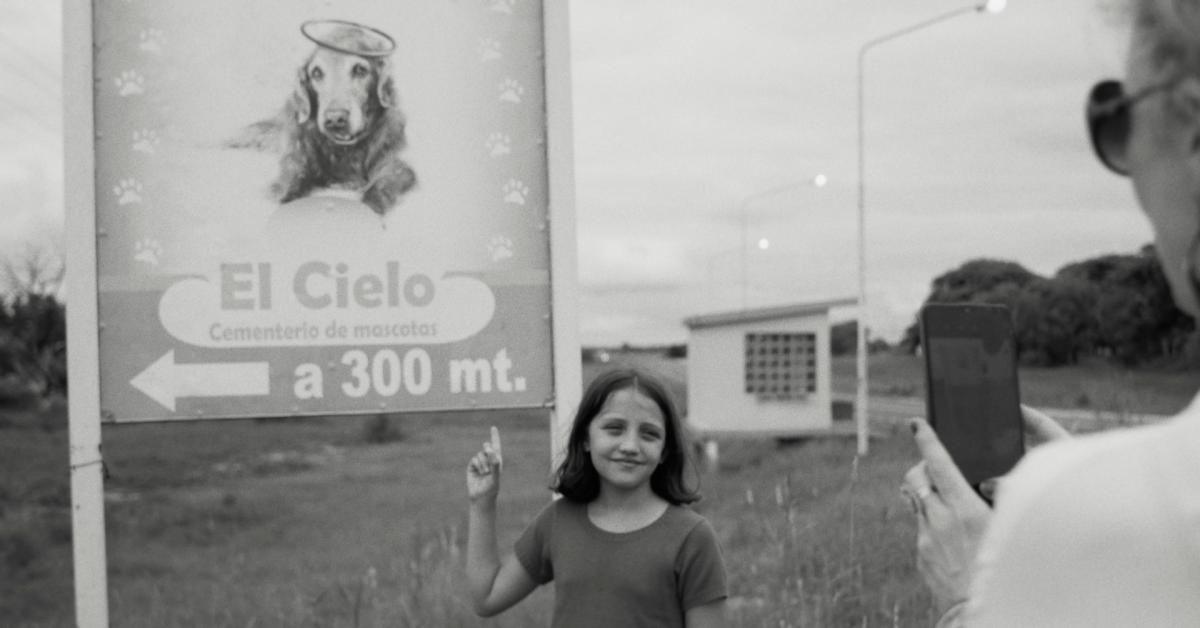 El Cielo
Cementerio de mascotas
a 300 mt.